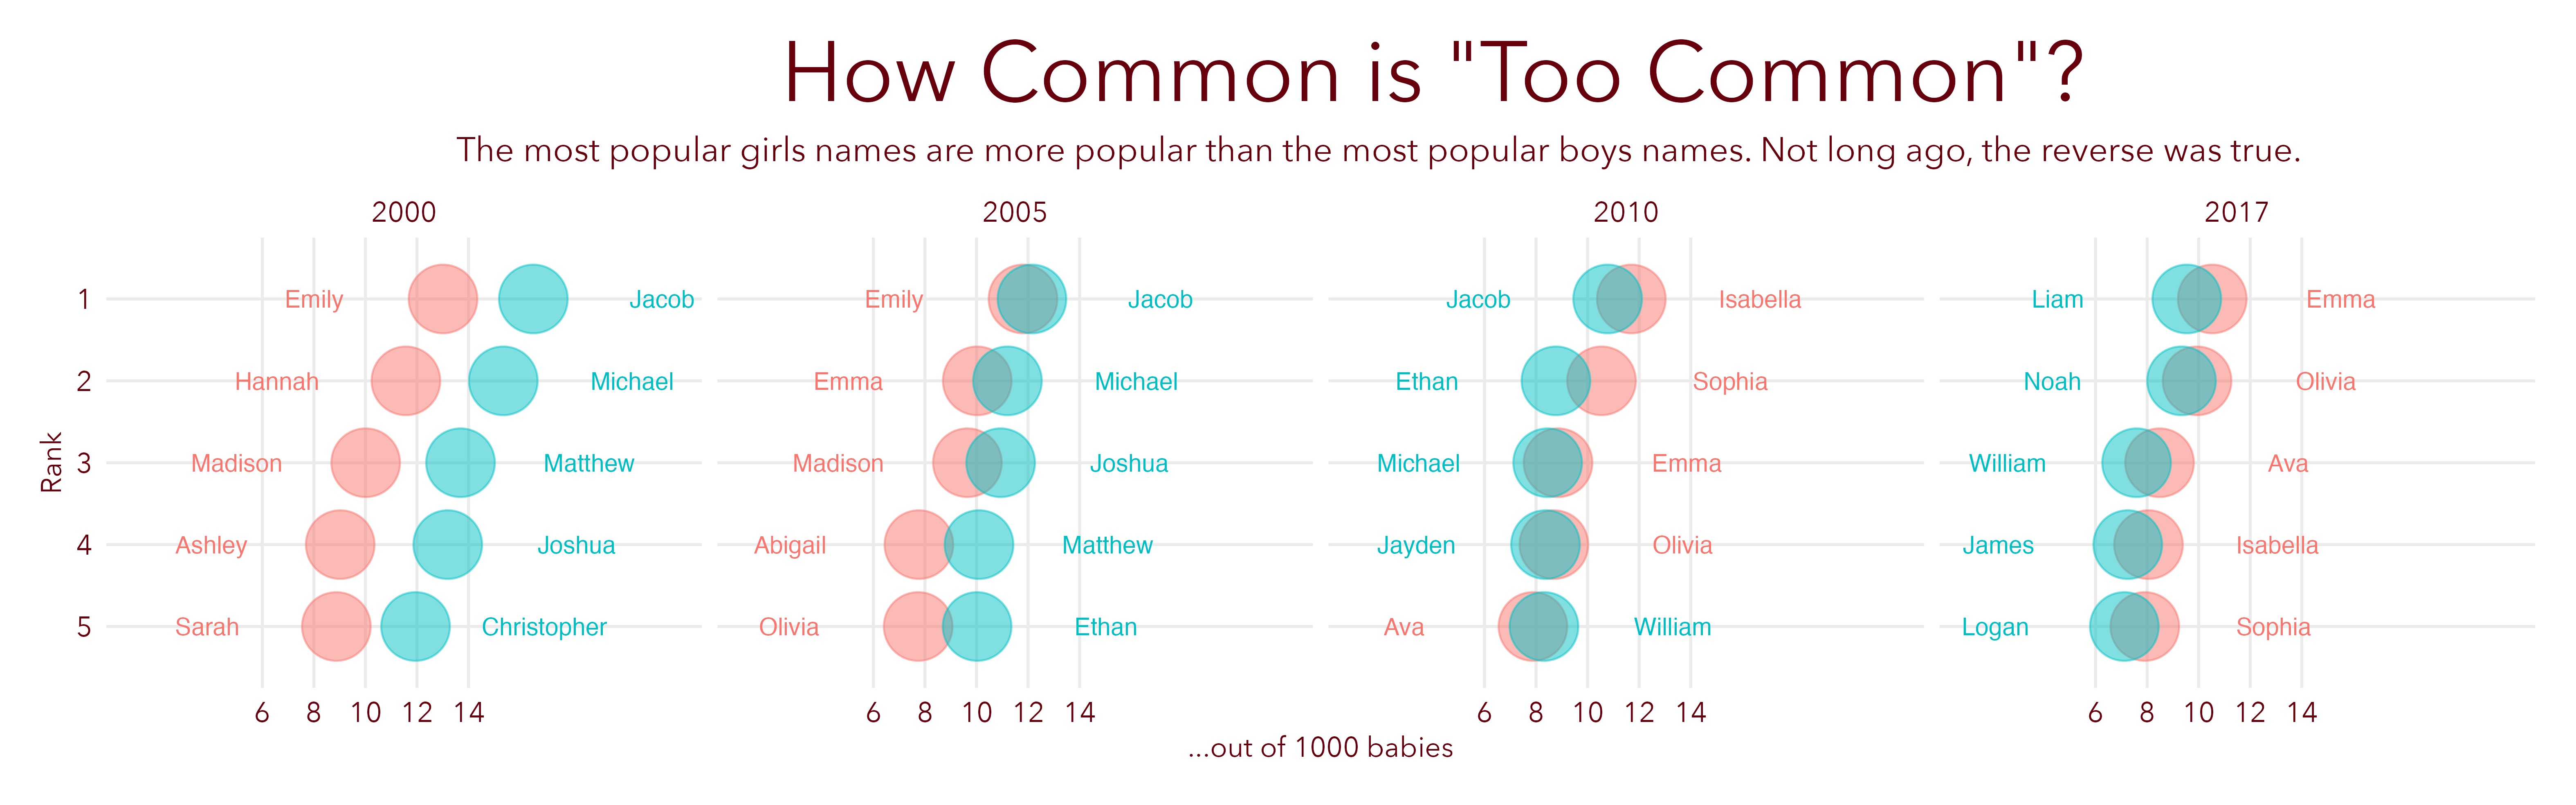 How Common is "Too Common"?
The most popular girls names are more popular than the most popular boys names. Not long ago, the reverse was true.
2000 2005 2010 2017
1 Emily Jacob Emily Jacob Jacob Isabella Liam Emma
2 Hannah Michael Emma Michael Ethan Sophia Noah Olivia
Rank
3 Madison Matthew Madison Joshua Michael Emma William Ava
4 Ashley Joshua Abigail Matthew Jayden Olivia James Isabella
5 Sarah Christopher Olivia Ethan Ava William Logan Sophia
6 8 10 12 14 6 8 10 12 14 6 8 10 12 14 6 8 10 12 14
...out of 1000 babies